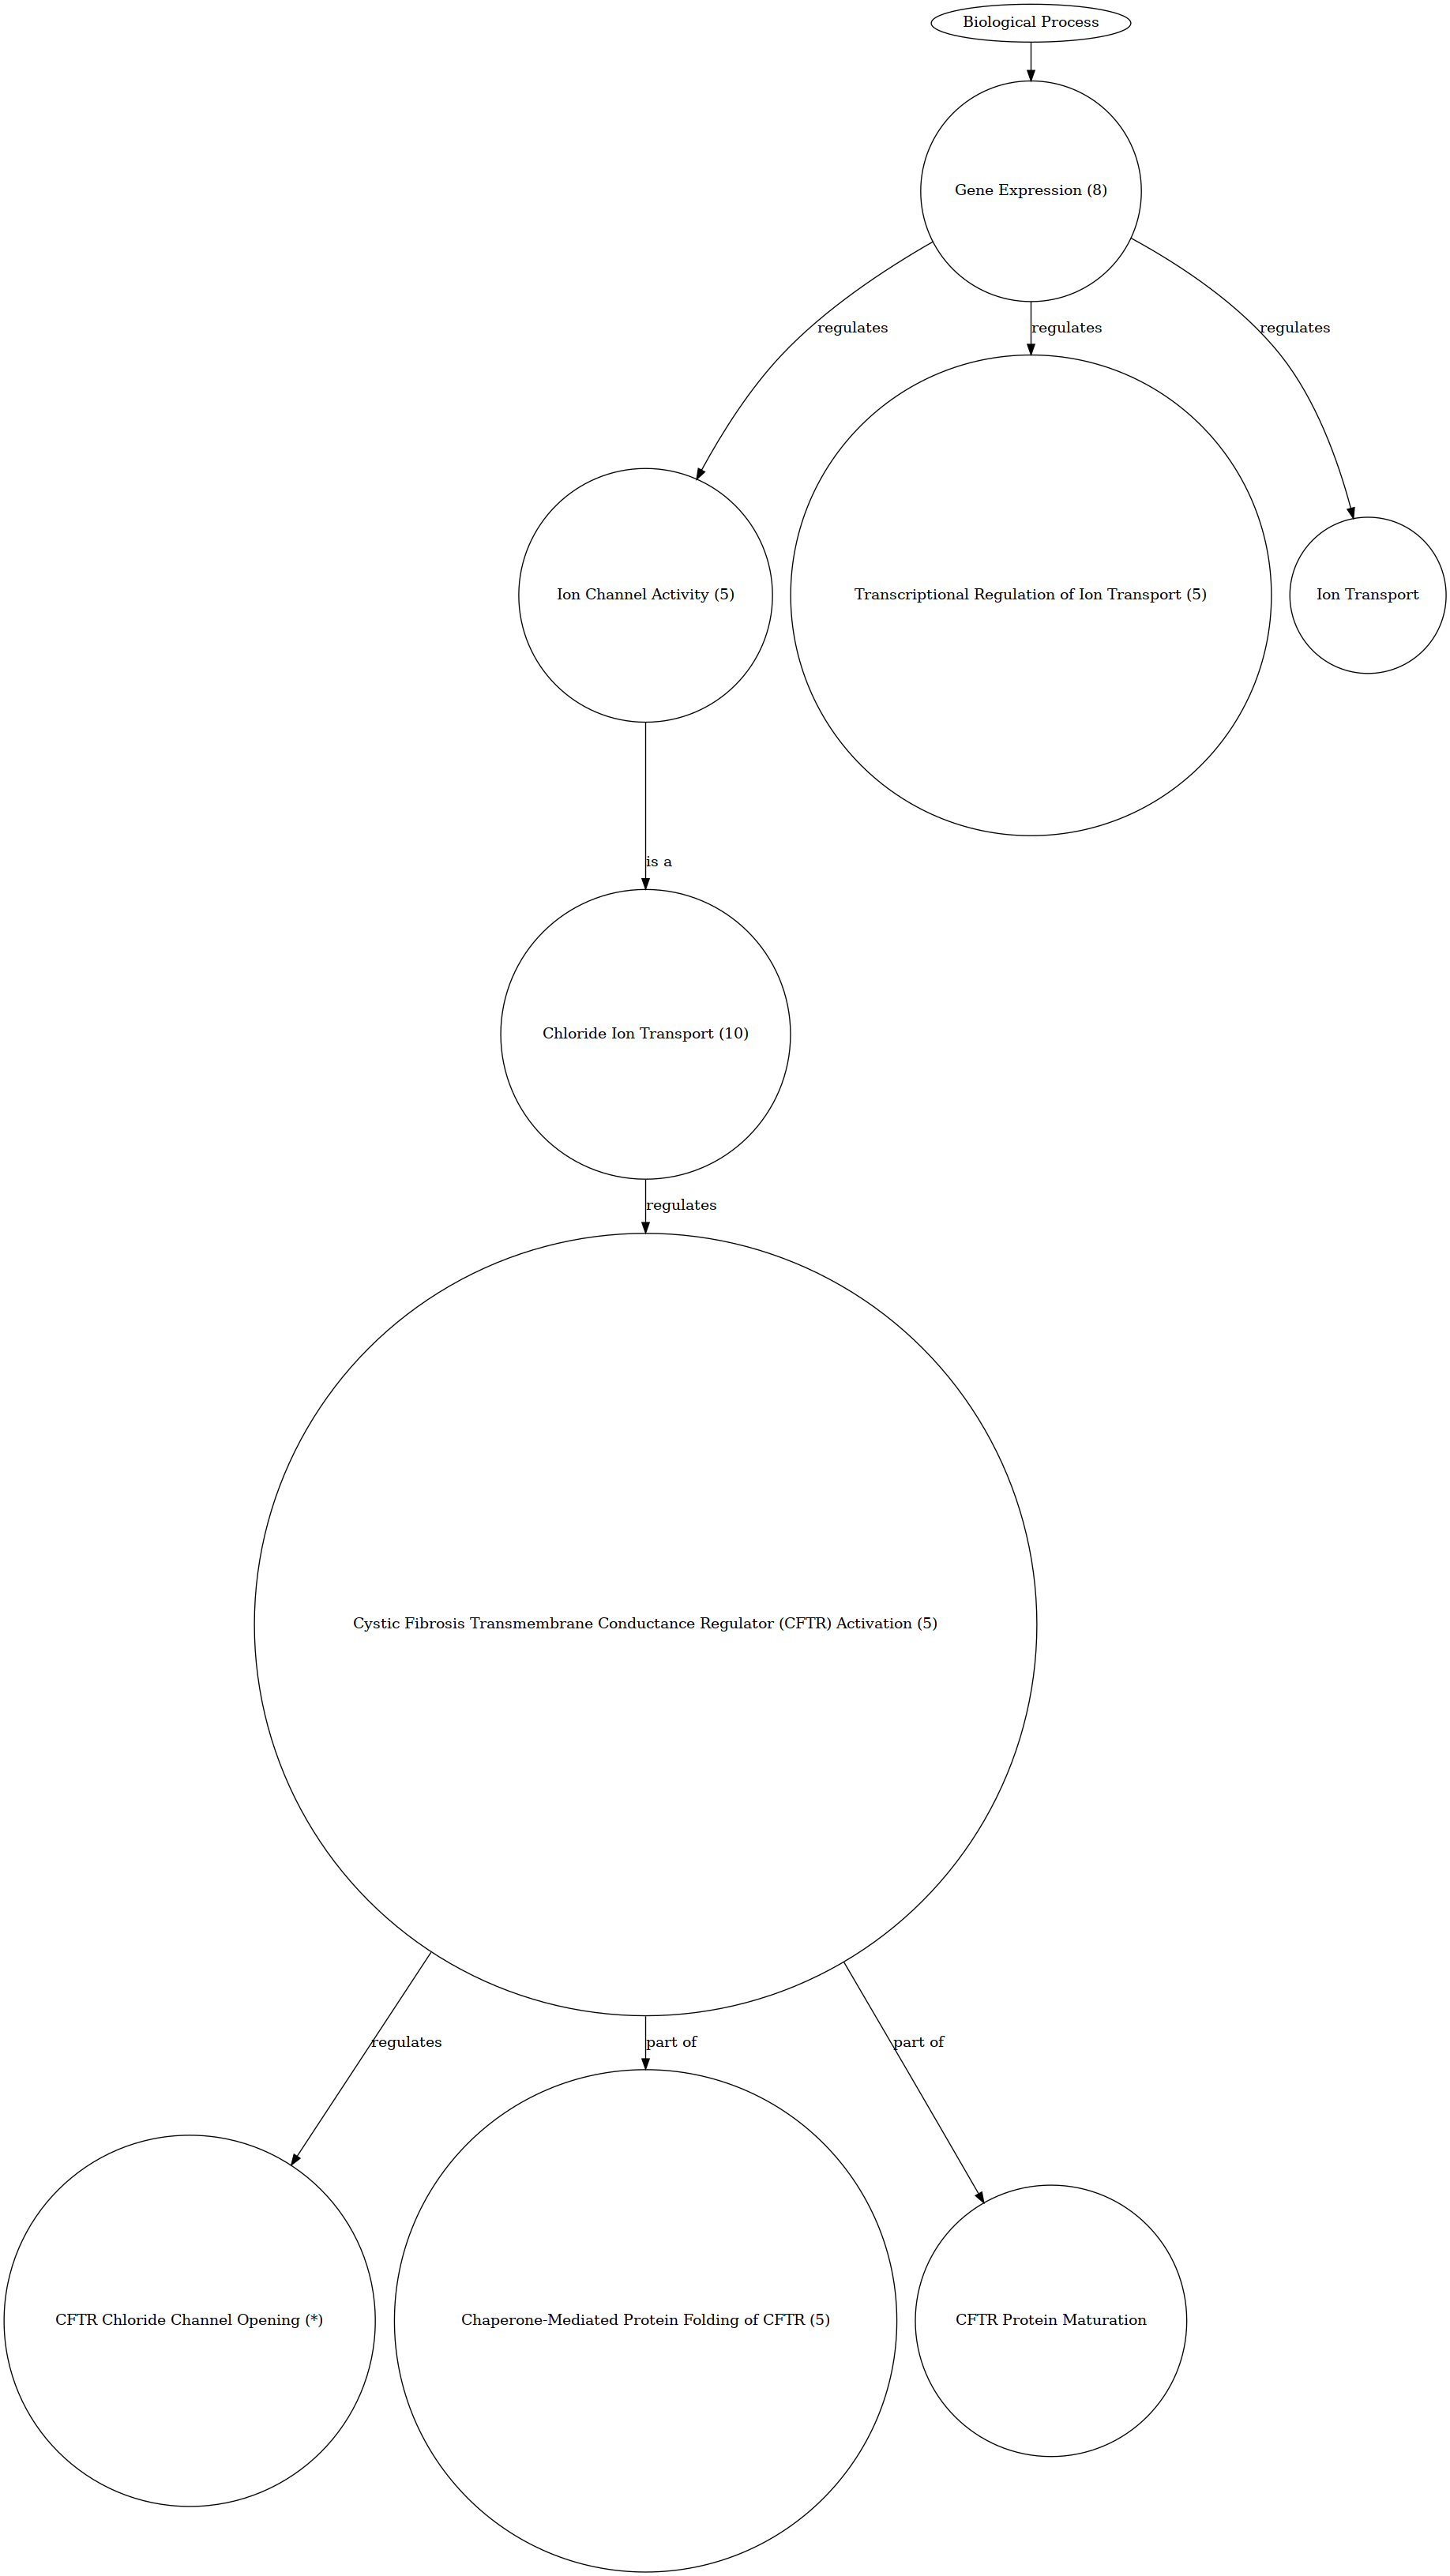 Biological Process
Gene Expression (8)
regulates
regulates
regulates
Ion Channel Activity (5)
Transcriptional Regulation of Ion Transport (5)
Ion Transport
is a
Chloride Ion Transport (10)
regulates
Cystic Fibrosis Transmembrane Conductance Regulator (CFTR) Activation (5)
regulates
part of
part of
CFTR Chloride Channel Opening (*)
Chaperone-Mediated Protein Folding of CFTR (5)
CFTR Protein Maturation